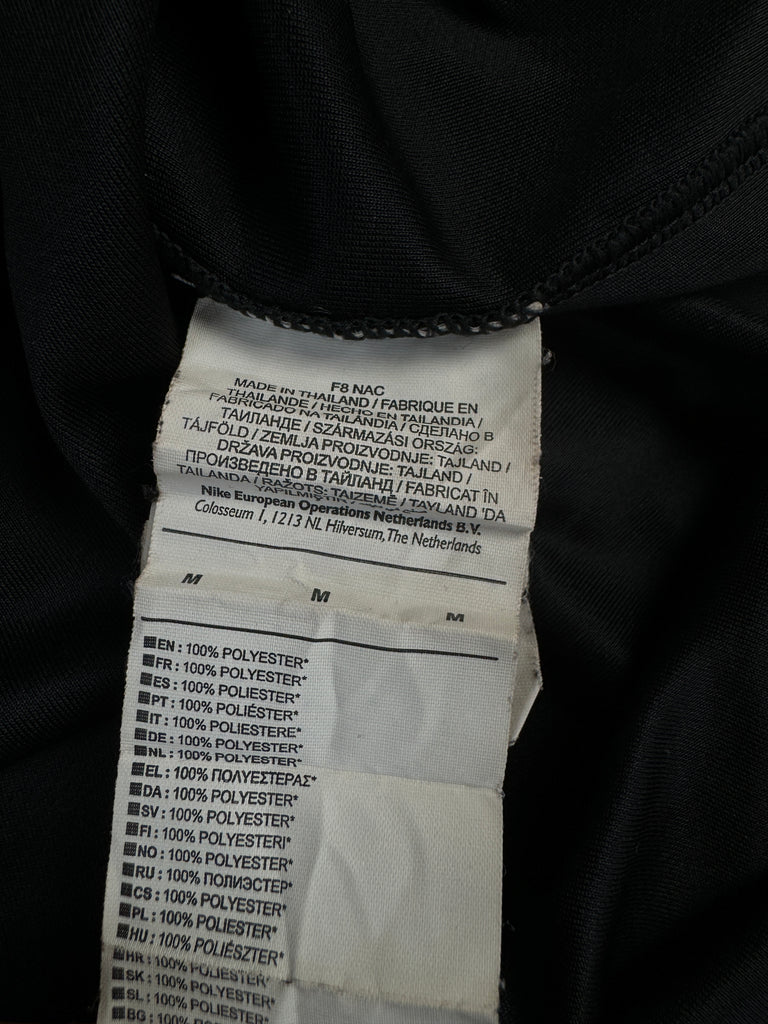 F8 NAC
MADE IN THAILAND / FABRIQUE EN
THAILANDE / HECHO EN TAILANDIA /
FABRICADO NA TAILÂNDIA / СДЕЛАНО В
ТАИЛАНДЕ / SZÁRMAZÁSI ORSZÁG:
TÁJFÖLD / ZEMLJA PROIZVODNJE: TAJLAND /
DRŽAVA PROIZVODNJE: TAJLAND /
ПРОИЗВЕДЕНО В ТАЙЛАНД / FABRICAT ÎN
TAILANDA / RAŽOTS: TAIZEMĒ / TAYLAND 'DA
YAPILMIŞTIR /
Nike European Operations Netherlands B.V.
Colosseum 1, 1213 NL Hilversum, The Netherlands
M M M
EN : 100% POLYESTER*
FR : 100% POLYESTER*
ES : 100% POLIESTER*
PT : 100% POLIÉSTER*
IT : 100% POLIESTERE*
DE : 100% POLYESTER*
NL : 100% POLYESTER*
EL : 100% ΠΟΛΥΕΣΤΕΡΑΣ*
DA : 100% POLYESTER*
SV : 100% POLYESTER*
FI : 100% POLYESTERI*
NO : 100% POLYESTER*
RU : 100% ПОЛИЭСТЕР*
CS : 100% POLYESTER*
PL : 100% POLIESTER*
HU : 100% POLIÉSZTER*
HR : 100% POLIESTER*
SK : 100% POLYESTER*
SL : 100% POLYESTER*
BG : 100%